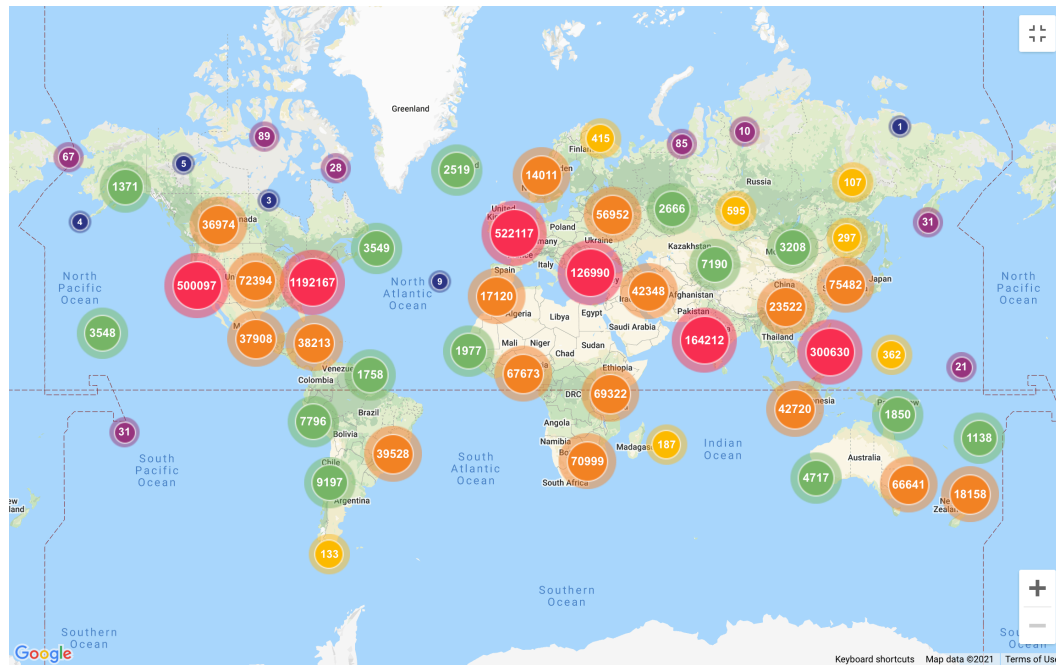 Greenland
89
415
10
1
85
67
5
28
2519
14011
Russia
107
1371
3
2666
595
4
36974
56952
31
United
Poland
522117
Ukraine
297
3549
Kazakhstan
3208
7190
Spain
Italy
126990
North
Pacific
Ocean
500097
72394
1192167
North
Atlantic
Ocean
9
17120
42348
Afghanistan
China
75482
Japan
North
Pacific
Ocean
Algeria
Libya
Egypt
Pakistan
23522
3548
37908
38213
Saudi Arabia
164212
Thailand
1977
Mali
Niger
Chad
Sudan
300630
362
Colombia
1758
67673
Ethiopia
21
DRC
69322
42720
1850
7796
Brazil
31
Bolivia
Angola
Namibia
187
Indian
Ocean
1138
South
Pacific
Ocean
39528
South
Atlantic
Ocean
70999
Australia
Chile
9197
South Africa
4717
66641
18158
Argentina
133
Southern
Ocean
Southern
Ocean
Google
Keyboard shortcuts
Map data ©2021
Terms of Use